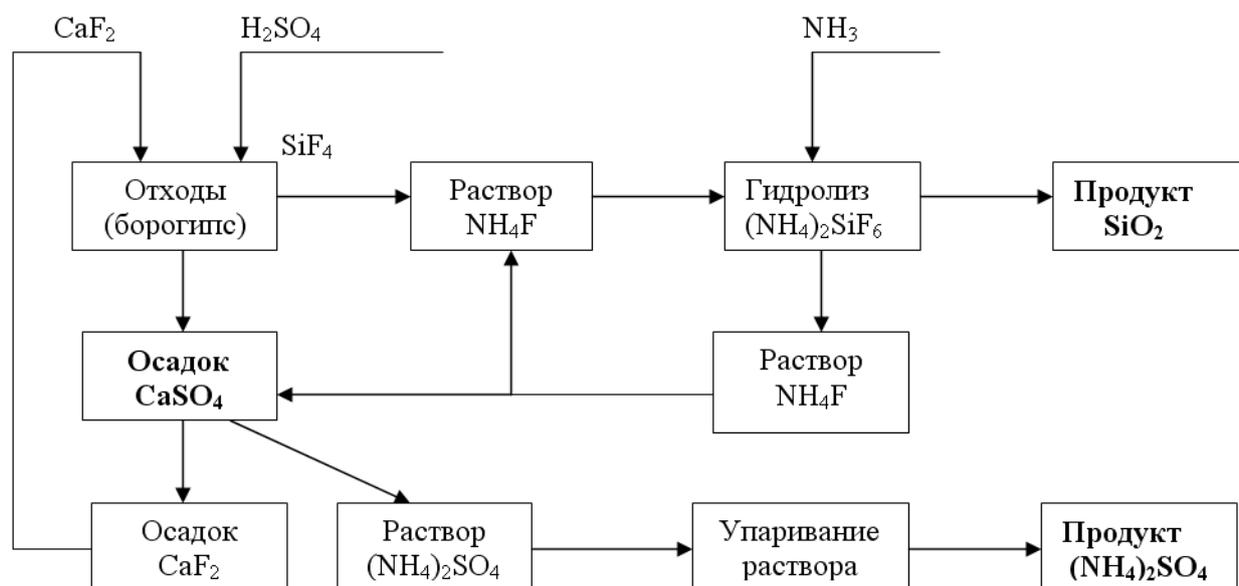 CaF₂
H₂SO₄
NH₃
SiF₄
Отходы
(борогипс)
Раствор
NH₄F
Гидролиз
(NH₄)₂SiF₆
Продукт
SiO₂
Осадок
CaSO₄
Раствор
NH₄F
Осадок
CaF₂
Раствор
(NH₄)₂SO₄
Упаривание
раствора
Продукт
(NH₄)₂SO₄